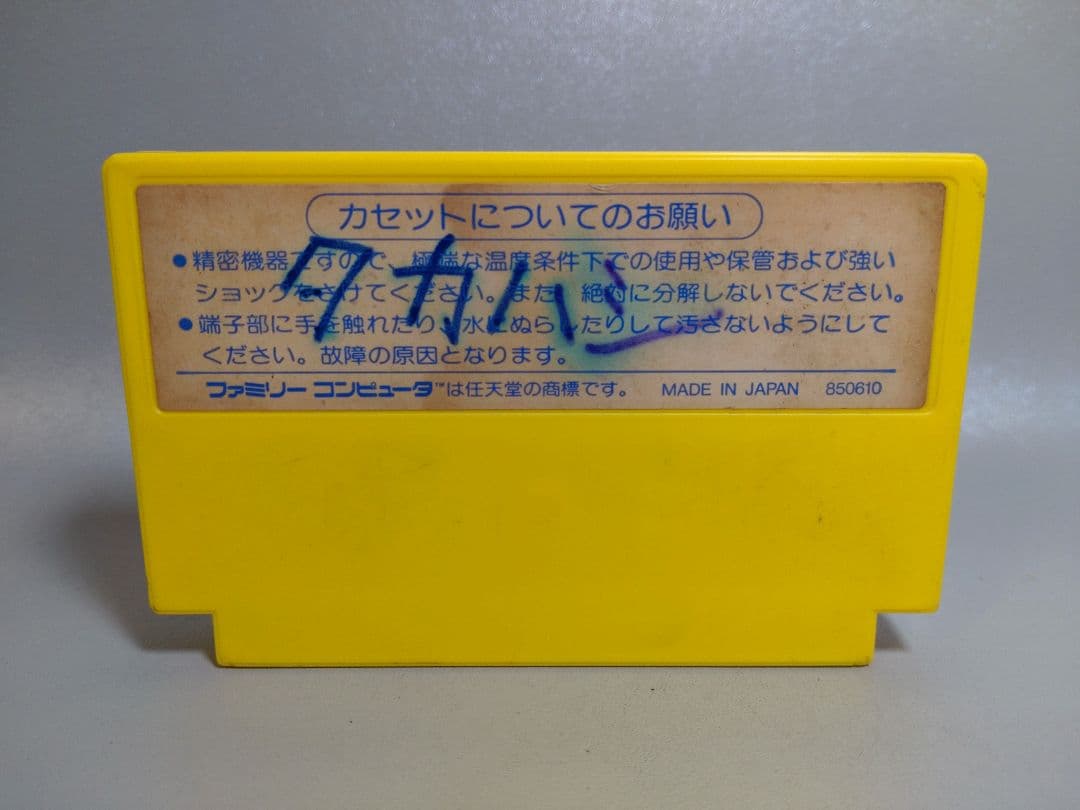 カセットについてのお願い
●精密機器ですので、極端な温度条件下での使用や保管および強い
ショックをさけてください。また、絶対に分解しないでください。
●端子部に手を触れたり、水にぬらしたりして汚さないようにして
ください。故障の原因となります。
ファミリーコンピュータ™は任天堂の商標です。 MADE IN JAPAN 850610
タカハシ